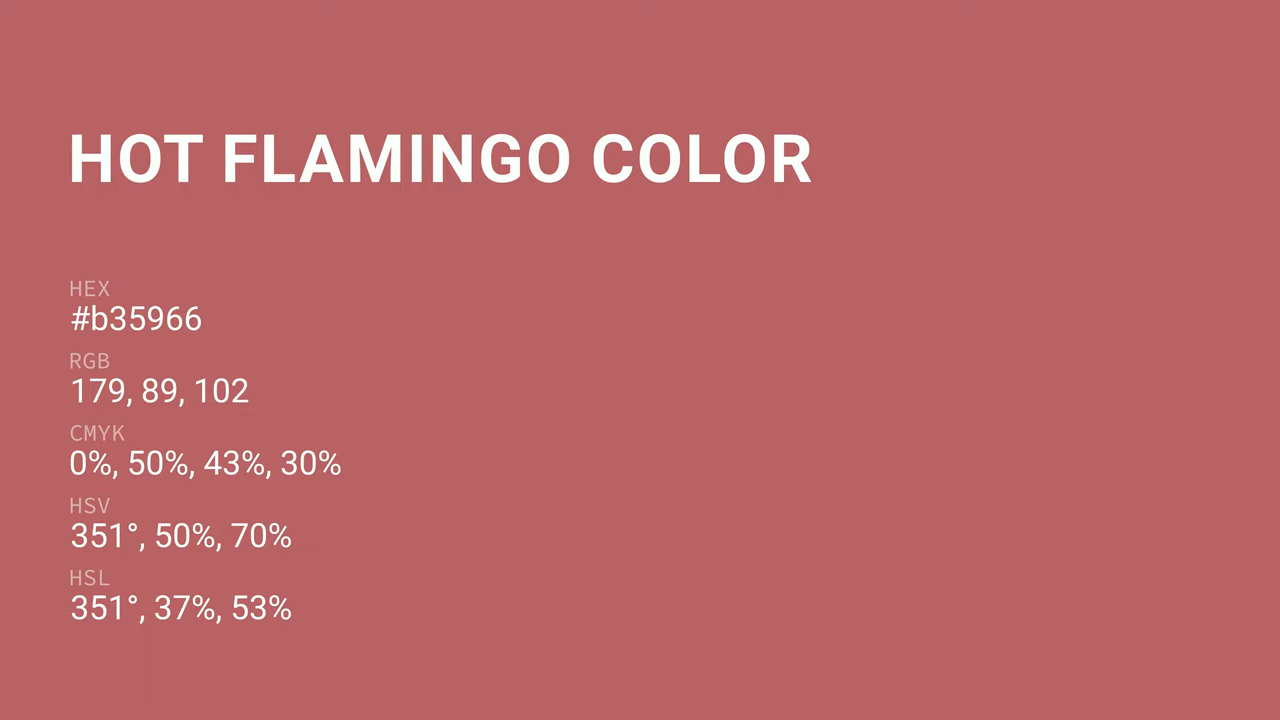 HOT FLAMINGO COLOR
HEX
#b35966
RGB
179, 89, 102
CMYK
0%, 50%, 43%, 30%
HSV
351°, 50%, 70%
HSL
351°, 37%, 53%